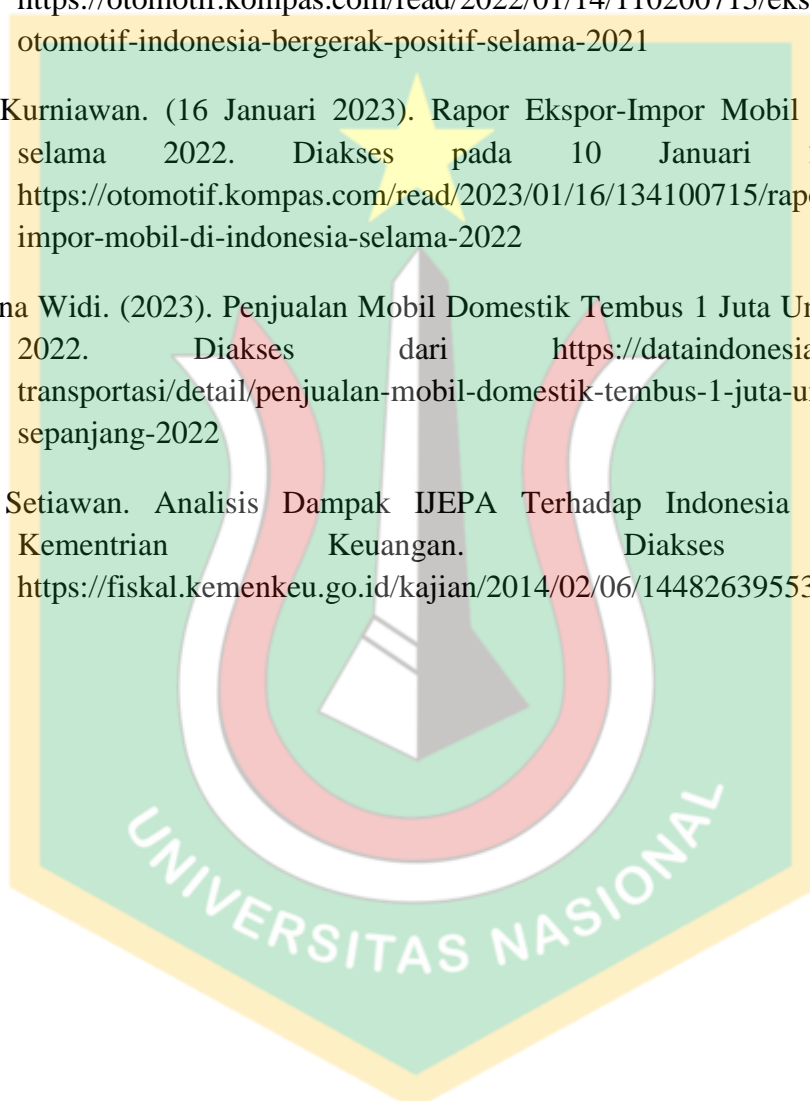 https://otomotif.kompas.com/read/2022/01/14/110200715/eks
otomotif-indonesia-bergerak-positif-selama-2021
Kurniawan. (16 Januari 2023). Rapor Ekspor-Impor Mobil
selama 2022. Diakses pada 10 Januari
https://otomotif.kompas.com/read/2023/01/16/134100715/rapo
impor-mobil-di-indonesia-selama-2022
na Widi. (2023). Penjualan Mobil Domestik Tembus 1 Juta Un
2022. Diakses dari https://dataindonesia
transportasi/detail/penjualan-mobil-domestik-tembus-1-juta-u
sepanjang-2022
Setiawan. Analisis Dampak IJEPA Terhadap Indonesia
Kementrian Keuangan. Diakses
https://fiskal.kemenkeu.go.id/kajian/2014/02/06/14482639553
UNIVERSITAS NASIONAL